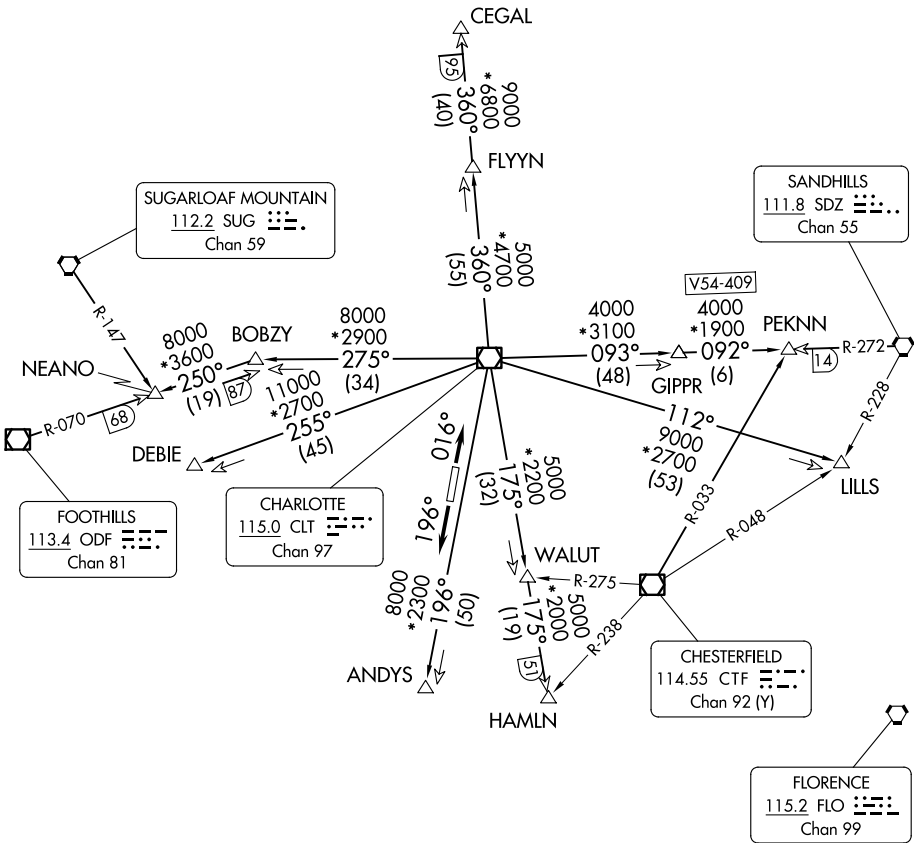 CEGAL
95
9000
*6800
360°
(40)
FLYYN
5000
*4700
360°
(55)
SUGARLOAF MOUNTAIN
112.2 SUG
Chan 59
SANDHILLS
111.8 SDZ
Chan 55
R-147
NEANO
8000
*3600
250°
(19)
87
BOBZY
8000
*2900
275°
(34)
4000
*3100
093°
(48)
GIPPR
V54-409
4000
*1900
092°
(6)
PEKNN
14
R-272
R-228
R-070
68
11000
*2700
255°
(45)
DEBIE
112°
9000
*2700
(53)
LILLS
FOOTHILLS
113.4 ODF
Chan 81
CHARLOTTE
115.0 CLT
Chan 97
016°
196°
8000
*2300
196°
(50)
ANDYS
5000
*2200
175°
(32)
WALUT
R-275
5000
*2000
175°
(19)
51
HAMLN
R-033
R-048
R-238
CHESTERFIELD
114.55 CTF
Chan 92 (Y)
FLORENCE
115.2 FLO
Chan 99